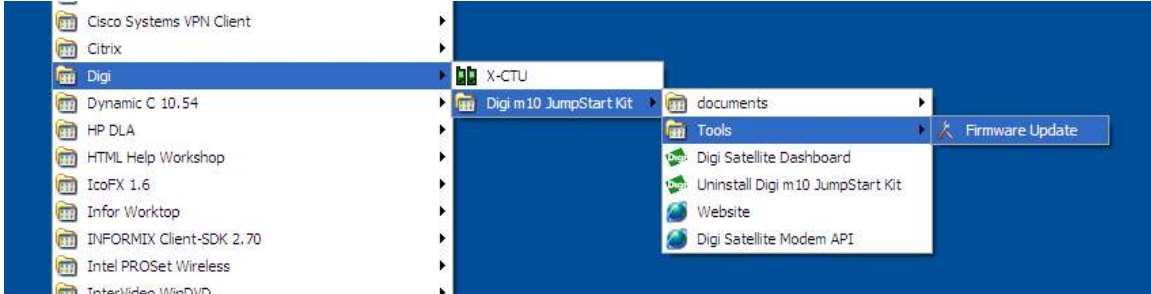 Cisco Systems VPN Client
Citrix
Digi
Dynamic C 10.54
HP DLA
HTML Help Workshop
IcoFX 1.6
Infor Worktop
INFORMIX Client-SDK 2.70
Intel PROSet Wireless
InterVideo WinDVD
X-CTU
Digi m10 JumpStart Kit
documents
Tools
Digi Satellite Dashboard
Uninstall Digi m10 JumpStart Kit
Website
Digi Satellite Modem API
Firmware Update